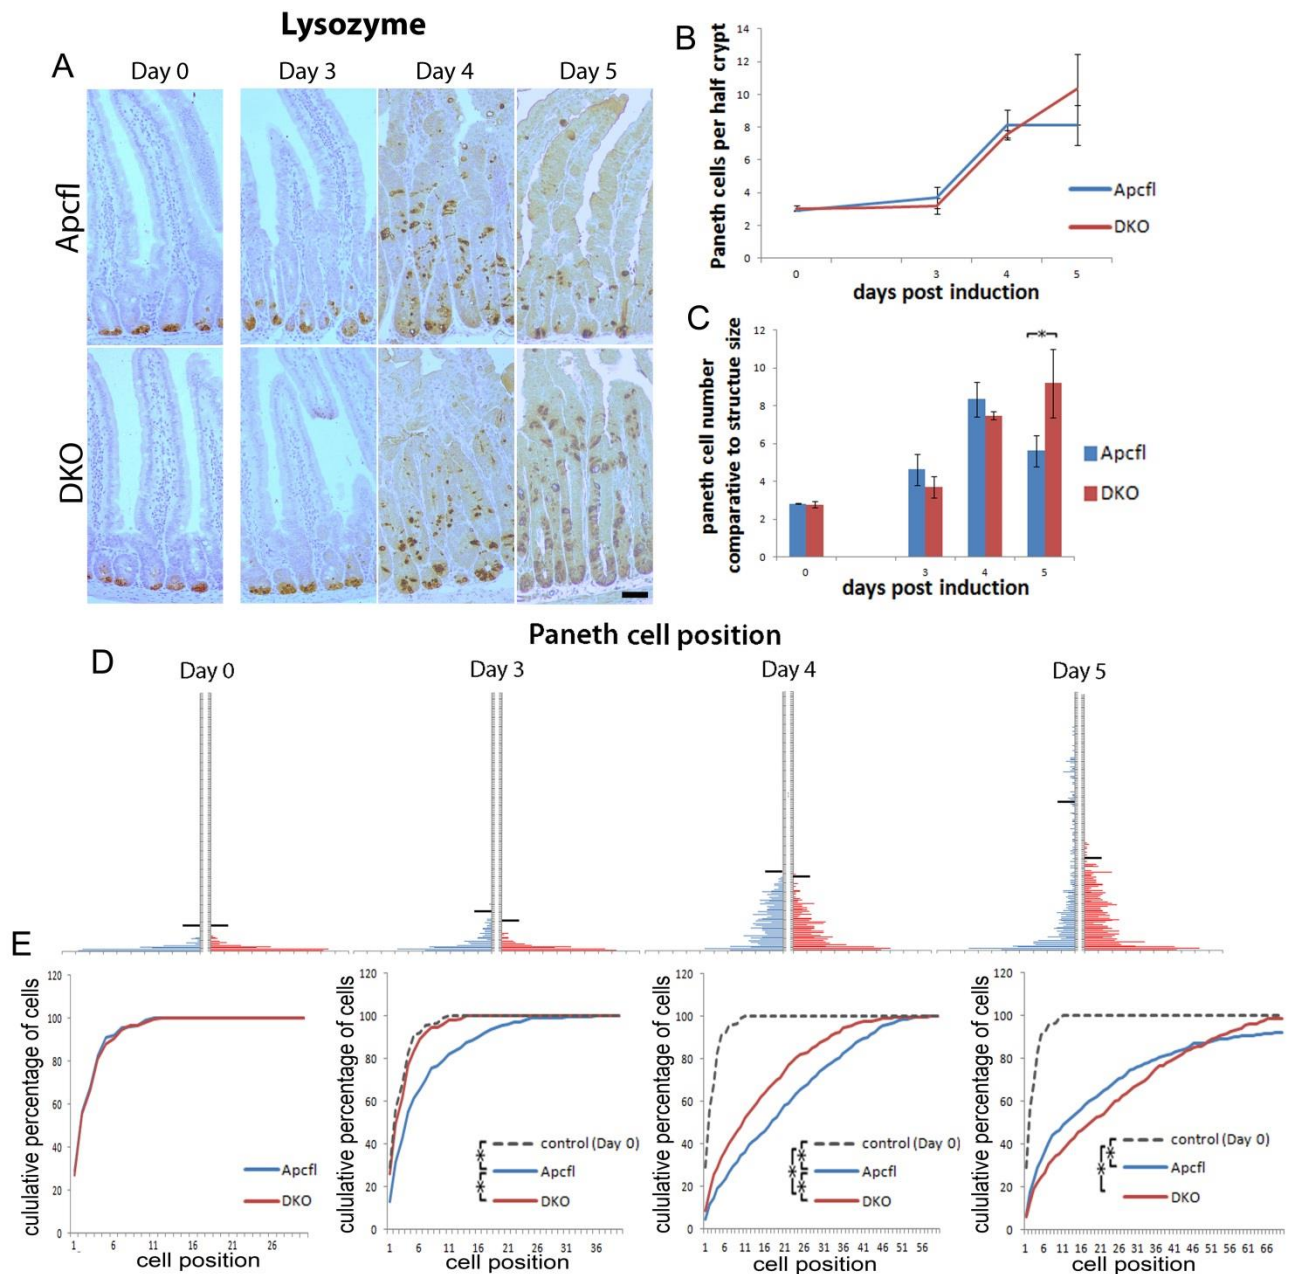 Lysozyme
A
Day 0
Day 3
Day 4
Day 5
Apcfl
DKO
B
Paneth cells per half crypt
14
12
10
8
6
4
2
0
0 3 4 5
days post induction
Apcfl
DKO
C
paneth cell number
comparative to structue size
12
10
8
6
4
2
0
*
0 3 4 5
days post induction
Apcfl
DKO
Paneth cell position
D
Day 0
Day 3
Day 4
Day 5
E
cululative percentage of cells
120
100
80
60
40
20
0
1 6 11 16 21 26
cell position
Apcfl
DKO
cululative percentage of cells
120
100
80
60
40
20
0
1 6 11 16 21 26 31 36
cell position
control (Day 0)
* Apcfl
* DKO
cululative percentage of cells
120
100
80
60
40
20
0
1 6 11 16 21 26 31 36 41 46 51 56
cell position
control (Day 0)
* * Apcfl
* DKO
cululative percentage of cells
120
100
80
60
40
20
0
1 6 11 16 21 26 31 36 41 46 51 56 61 66
cell position
control (Day 0)
* * Apcfl
DKO